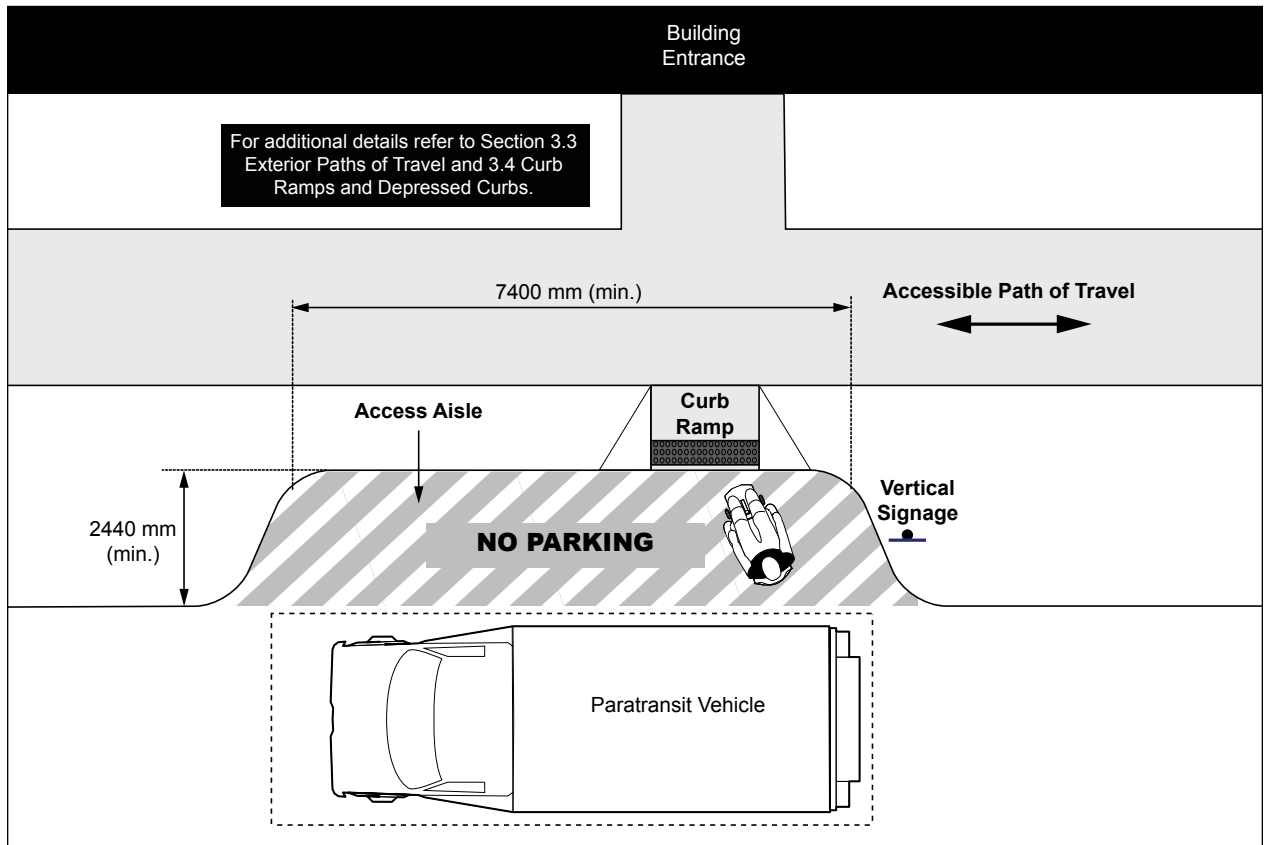 Building
Entrance
For additional details refer to Section 3.3
Exterior Paths of Travel and 3.4 Curb
Ramps and Depressed Curbs.
7400 mm (min.)
Accessible Path of Travel
Access Aisle
Curb
Ramp
2440 mm
(min.)
NO PARKING
Vertical
Signage
Paratransit Vehicle